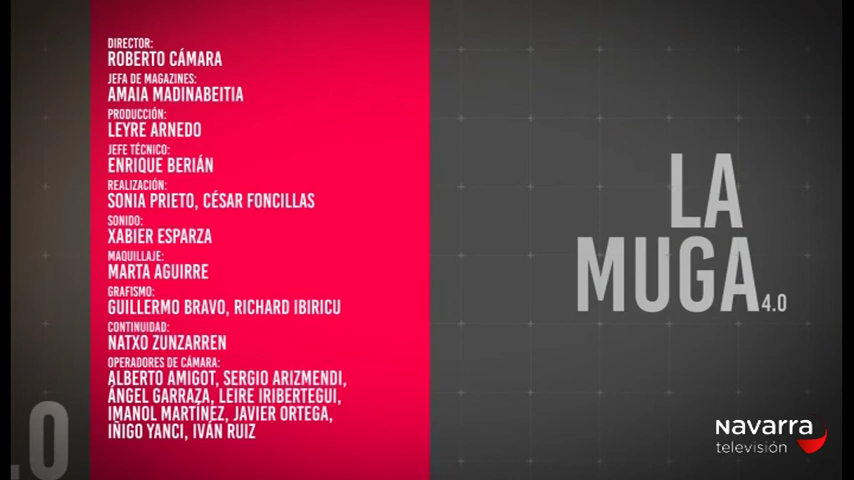 DIRECTOR:
ROBERTO CÁMARA
JEFA DE MAGAZINES:
AMAIA MADINABEITIA
PRODUCCIÓN:
LEYRE ARNEDO
JEFE TÉCNICO:
ENRIQUE BERIÁN
REALIZACIÓN:
SONIA PRIETO, CÉSAR FONCILLAS
SONIDO:
XABIER ESPARZA
MAQUILLAJE:
MARTA AGUIRRE
GRAFISMO:
GUILLERMO BRAVO, RICHARD IBIRICU
CONTINUIDAD:
NATXO ZUNZARREN
OPERADORES DE CÁMARA:
ALBERTO AMIGOT, SERGIO ARIZMENDI,
ÁNGEL GARRAZA, LEIRE IRIBERTEGUI,
IMANOL MARTÍNEZ, JAVIER ORTEGA,
IÑIGO YANCI, IVÁN RUIZ
LA
MUGA 4.0
.0
Navarra
televisión